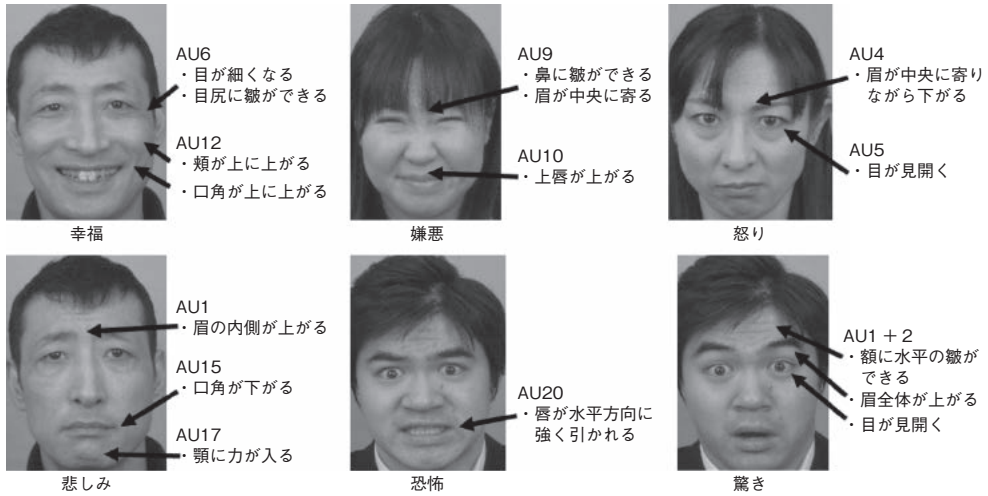 AU6
・目が細くなる
・目尻に皺ができる
AU12
・頬が上に上がる
・口角が上に上がる
幸福
AU9
・鼻に皺ができる
・眉が中央に寄る
AU10
・上唇が上がる
嫌悪
AU4
・眉が中央に寄り
ながら下がる
AU5
・目が見開く
怒り
AU1
・眉の内側が上がる
AU15
・口角が下がる
AU17
・顎に力が入る
悲しみ
AU20
・唇が水平方向に
強く引かれる
恐怖
AU1 + 2
・額に水平の皺が
できる
・眉全体が上がる
・目が見開く
驚き